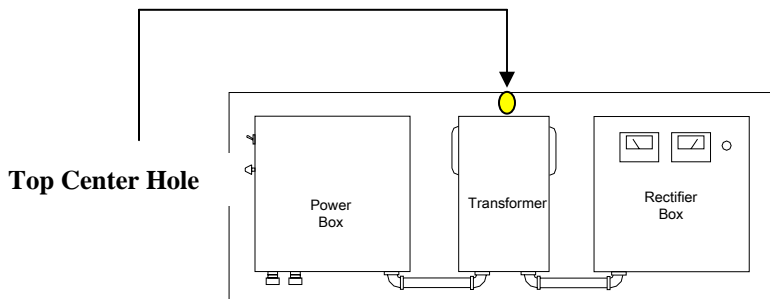 Top Center Hole
Power
Box
Transformer
Rectifier
Box